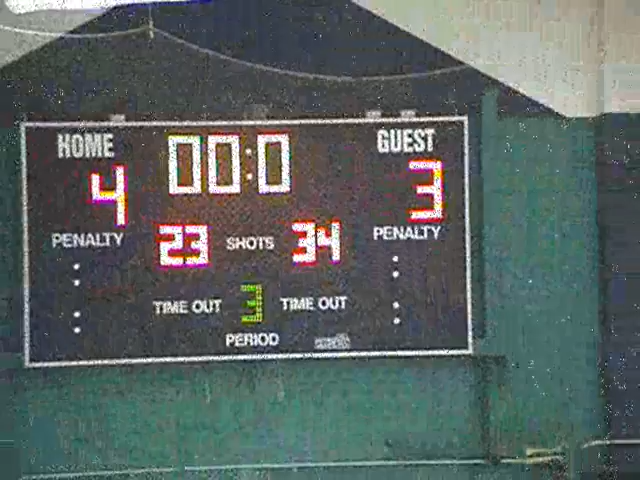 HOME 00:0 GUEST
4 3
PENALTY 23 SHOTS 34 PENALTY
: :
TIME OUT 3 TIME OUT
: :
PERIOD